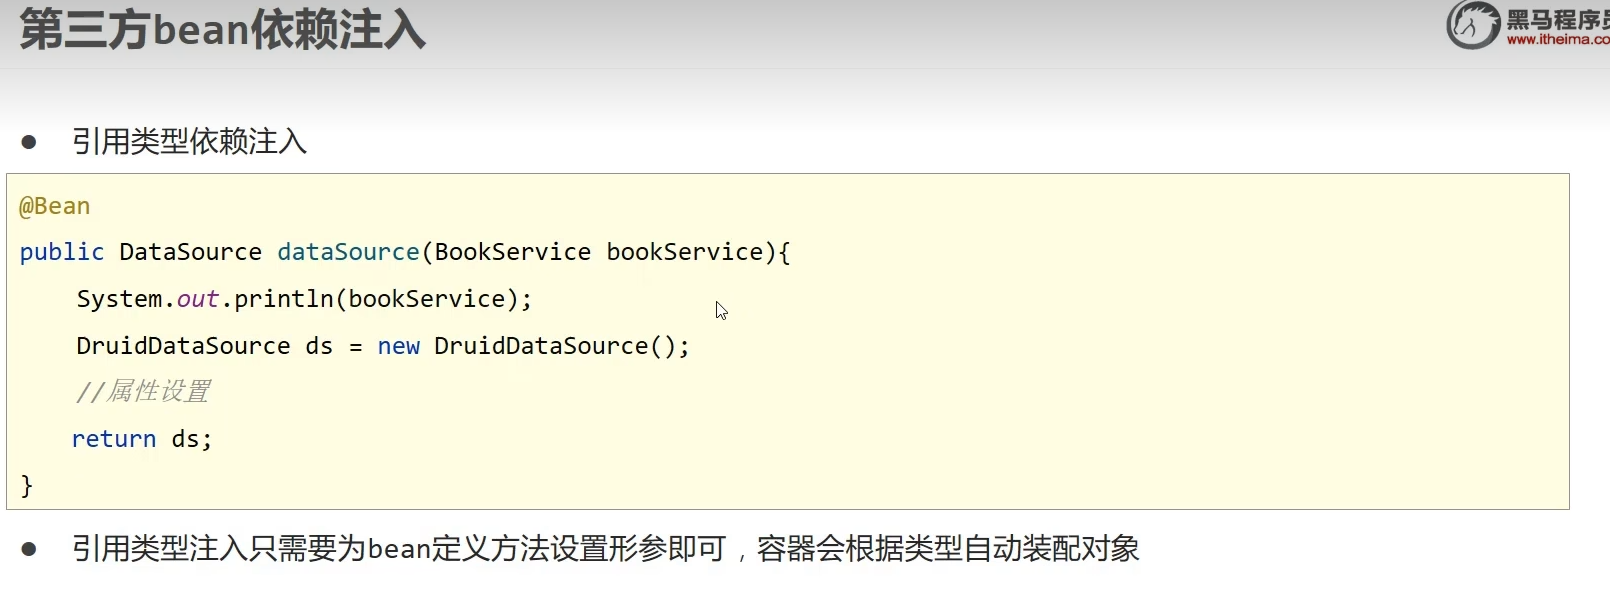 第三方bean依赖注入
黑马程序员
www.itheima.co
● 引用类型依赖注入
@Bean
public DataSource dataSource(BookService bookService){
System.out.println(bookService);
DruidDataSource ds = new DruidDataSource();
//属性设置
return ds;
}
● 引用类型注入只需要为bean定义方法设置形参即可，容器会根据类型自动装配对象